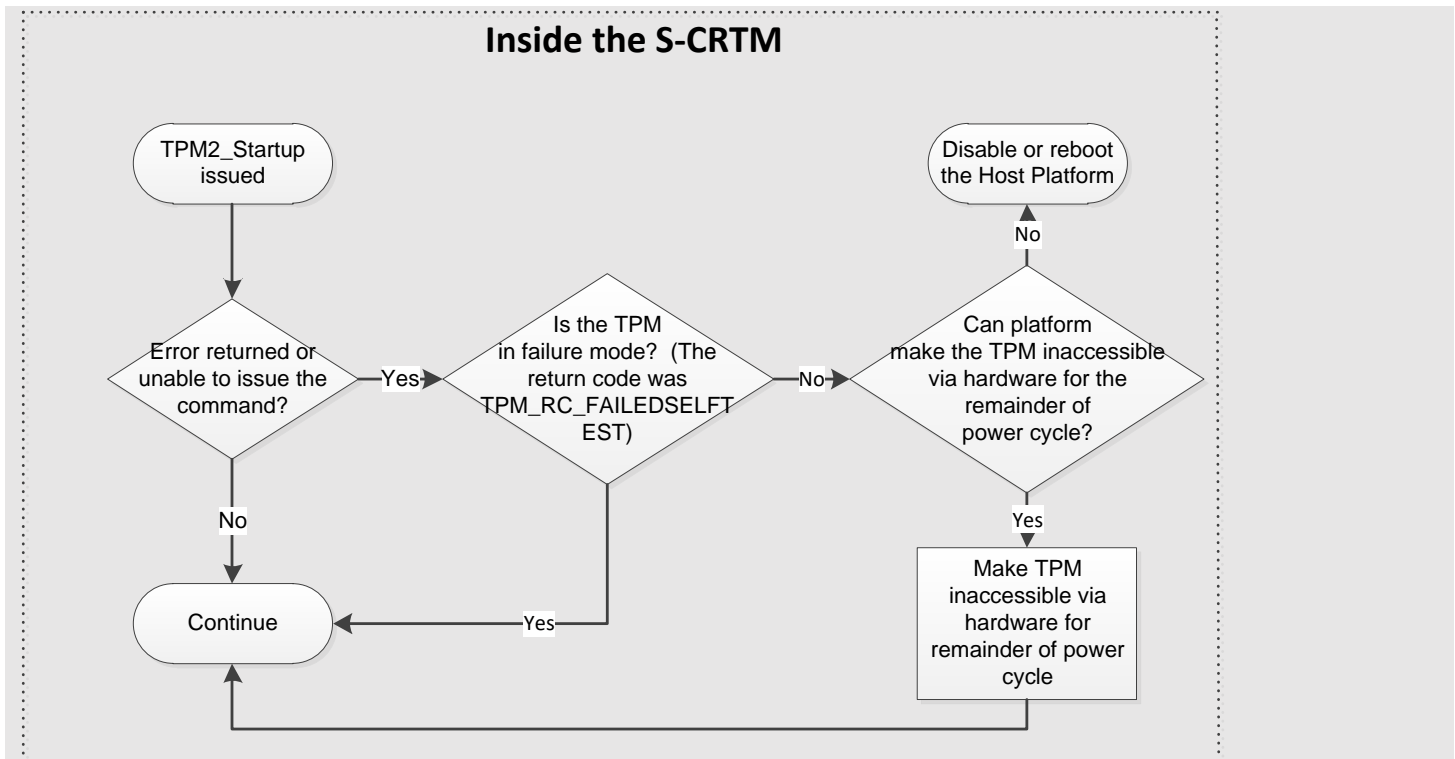 Inside the S-CRTM
TPM2_Startup
issued
Disable or reboot
the Host Platform
No
Error returned or
unable to issue the
command?
Yes
Is the TPM
in failure mode?  (The
return code was
TPM_RC_FAILEDSELFT
EST)
No
Can platform
make the TPM inaccessible
via hardware for the
remainder of
power cycle?
No
Yes
Continue
Yes
Make TPM
inaccessible via
hardware for
remainder of power
cycle